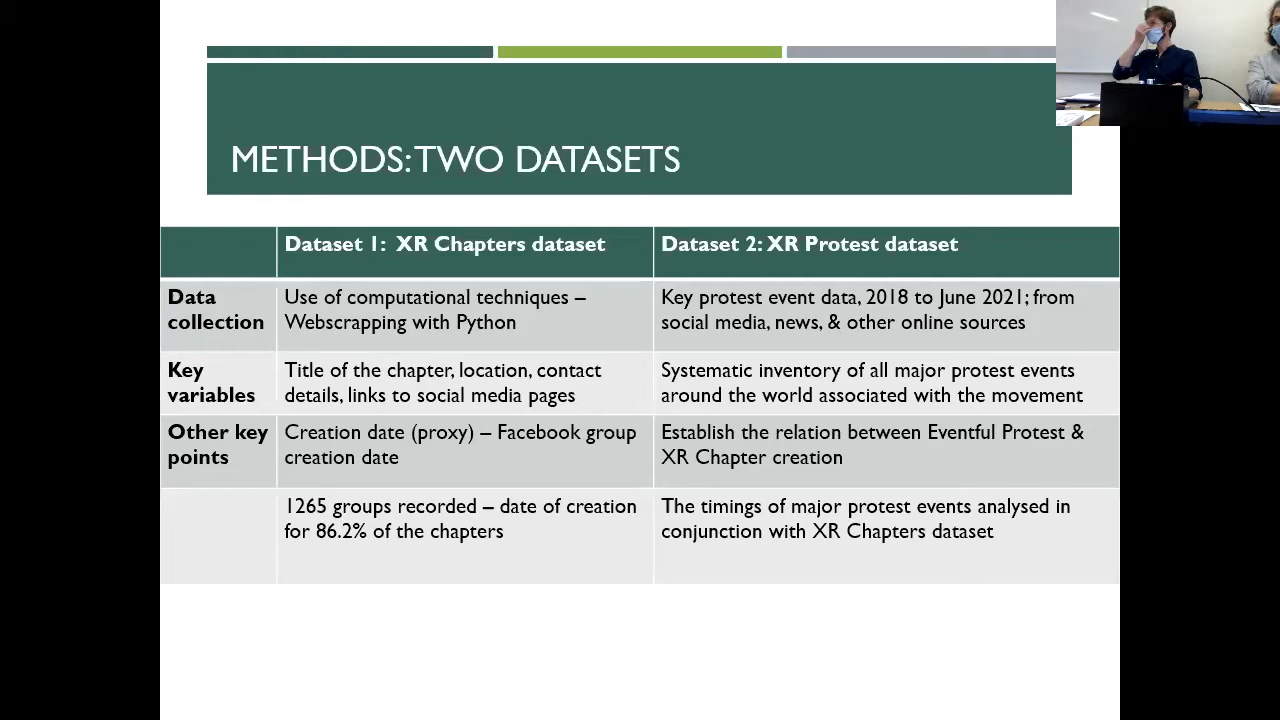 METHODS: TWO DATASETS
Dataset 1: XR Chapters dataset
Dataset 2: XR Protest dataset
Data
collection
Use of computational techniques –
Webscrapping with Python
Key protest event data, 2018 to June 2021; from
social media, news, & other online sources
Key
variables
Title of the chapter, location, contact
details, links to social media pages
Systematic inventory of all major protest events
around the world associated with the movement
Other key
points
Creation date (proxy) – Facebook group
creation date
Establish the relation between Eventful Protest &
XR Chapter creation
1265 groups recorded – date of creation
for 86.2% of the chapters
The timings of major protest events analysed in
conjunction with XR Chapters dataset